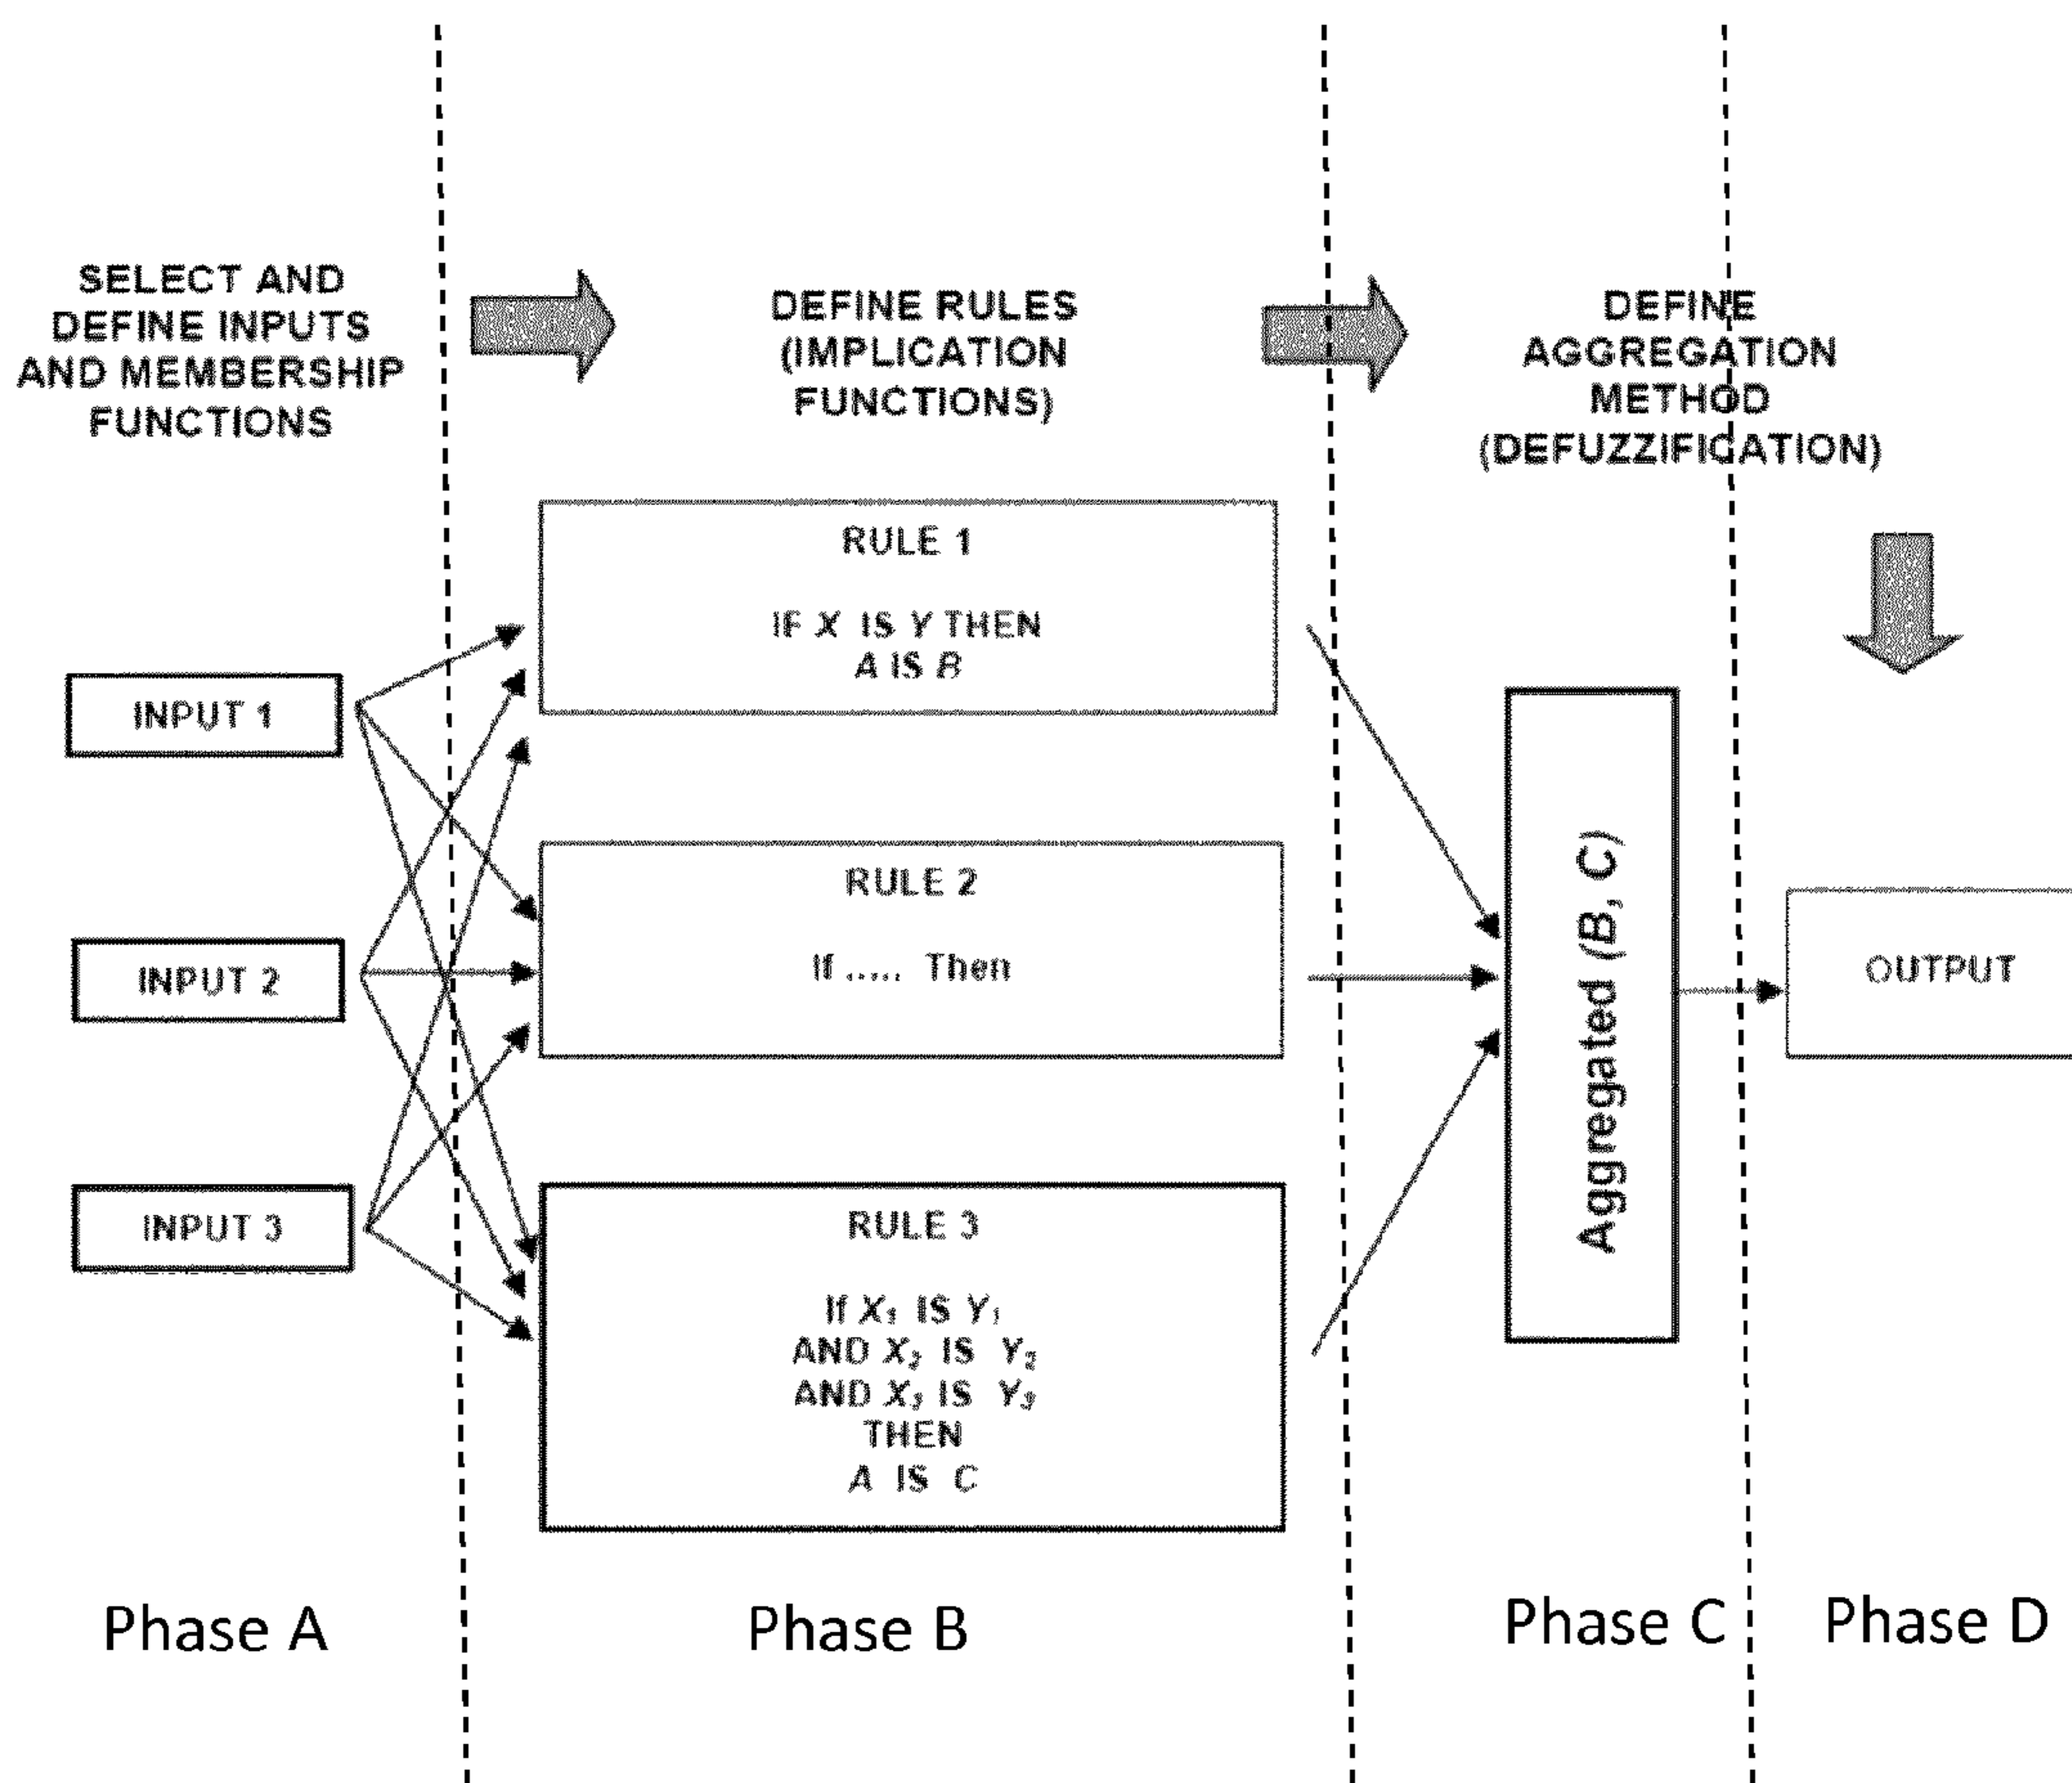 SELECT AND
DEFINE INPUTS
AND MEMBERSHIP
FUNCTIONS
DEFINE RULES
(IMPLICATION
FUNCTIONS)
DEFINE
AGGREGATION
METHOD
(DEFUZZIFICATION)
INPUT 1
INPUT 2
INPUT 3
RULE 1
IF X IS Y THEN
A IS B
RULE 2
If ..... Then
RULE 3
If X₁ IS Y₁
AND X₂ IS Y₂
AND X₃ IS Y₃
THEN
A IS C
Aggregated (B, C)
OUTPUT
Phase A
Phase B
Phase C
Phase D